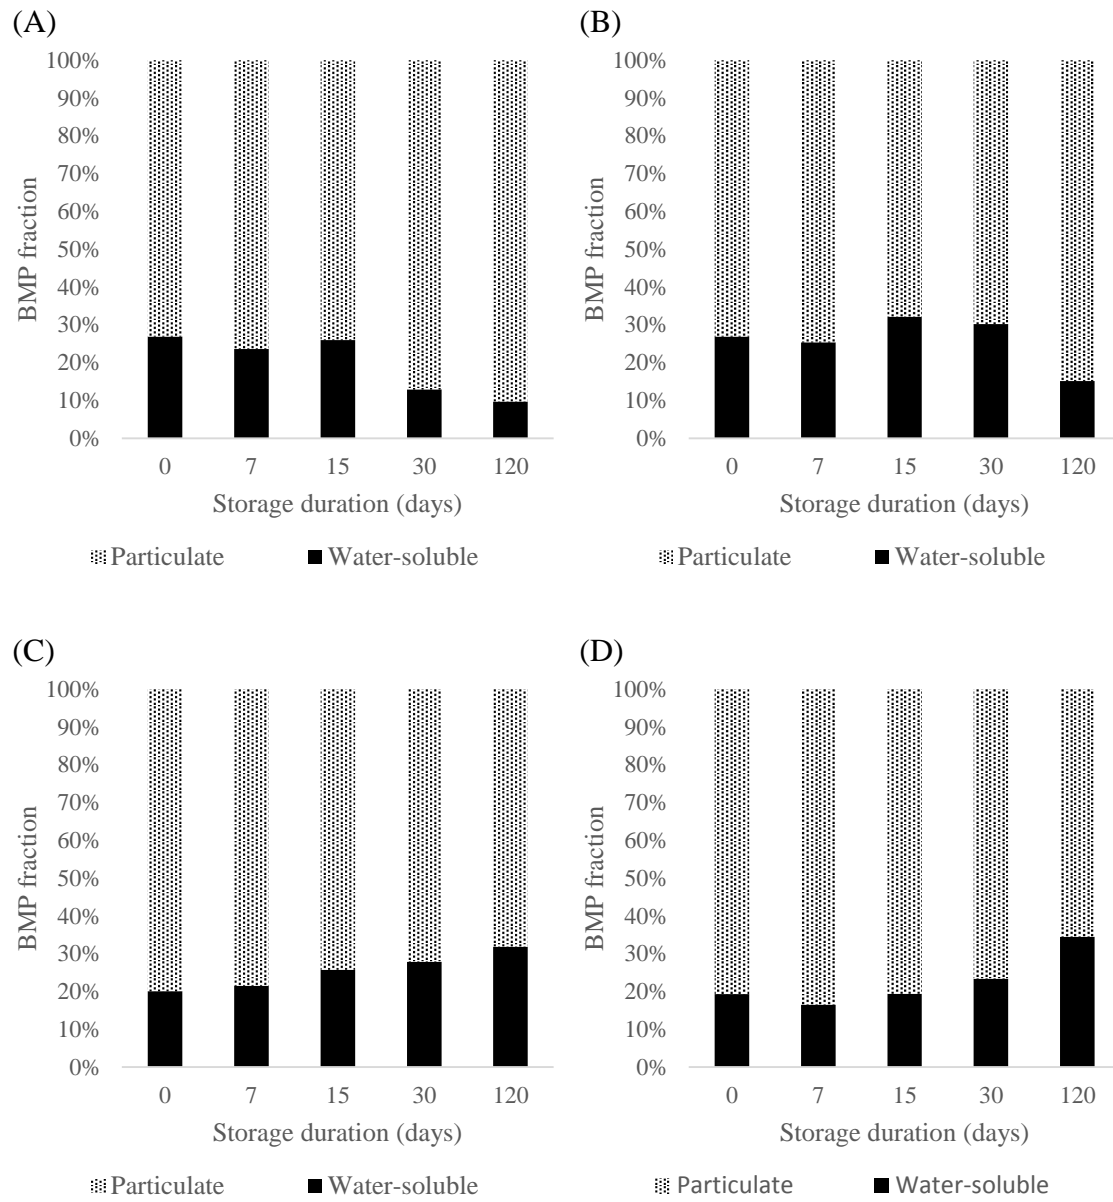 (A)
100%
90%
80%
70%
60%
50%
40%
30%
20%
10%
0%
BMP fraction
0 7 15 30 120
Storage duration (days)
Particulate Water-soluble
(B)
100%
90%
80%
70%
60%
50%
40%
30%
20%
10%
0%
BMP fraction
0 7 15 30 120
Storage duration (days)
Particulate Water-soluble
(C)
100%
90%
80%
70%
60%
50%
40%
30%
20%
10%
0%
BMP fraction
0 7 15 30 120
Storage duration (days)
Particulate Water-soluble
(D)
100%
90%
80%
70%
60%
50%
40%
30%
20%
10%
0%
BMP fraction
0 7 15 30 120
Storage duration (days)
Particulate Water-soluble